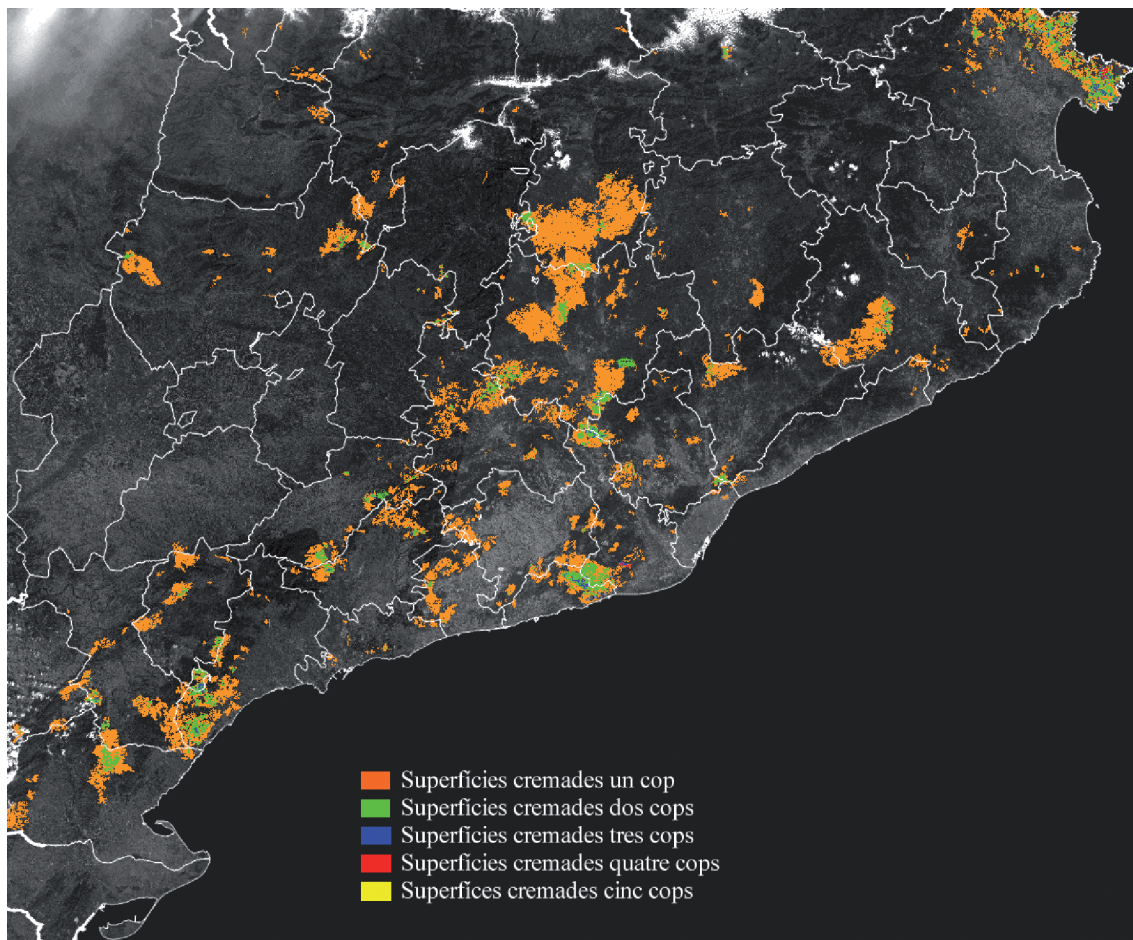 Superfícies cremades un cop
Superfícies cremades dos cops
Superfícies cremades tres cops
Superfícies cremades quatre cops
Superfíces cremades cinc cops